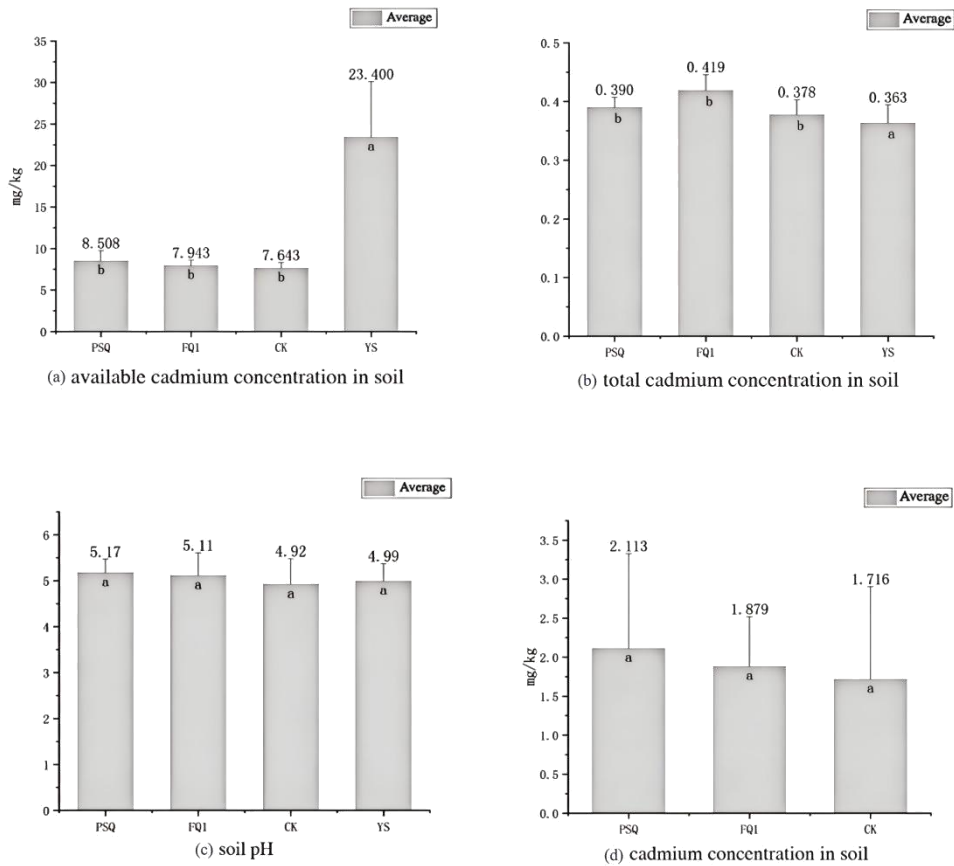 Average
35
30
25
20
15
10
5
0
mg/kg
8.508
7.943
7.643
23.400
b
b
b
a
PSQ
FQ1
CK
YS
(a) available cadmium concentration in soil
Average
0.5
0.4
0.3
0.2
0.1
0.0
0.390
0.419
0.378
0.363
b
b
b
a
PSQ
FQ1
CK
YS
(b) total cadmium concentration in soil
Average
6
5
4
3
2
1
0
5.17
5.11
4.92
4.99
a
a
a
a
PSQ
FQ1
CK
YS
(c) soil pH
Average
3.5
3.0
2.5
2.0
1.5
1.0
0.5
0.0
mg/kg
2.113
1.879
1.716
a
a
a
PSQ
FQ1
CK
(d) cadmium concentration in soil